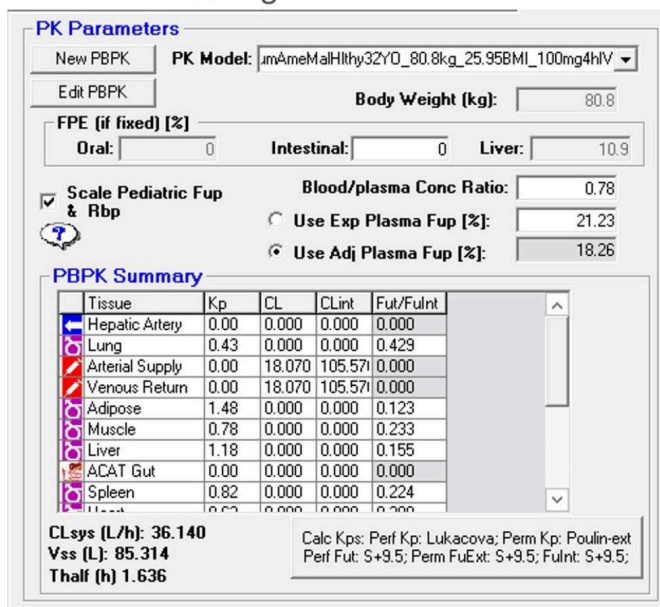 PK Parameters
New PBPK PK Model: ımAmeMalHlthy32YO_80.8kg_25.95BMI_100mg4hIV
Edit PBPK Body Weight (kg): 80.8
FPE (if fixed) [%]
Oral: 0 Intestinal: 0 Liver: 10.9
Scale Pediatric Fup & Rbp
Blood/plasma Conc Ratio: 0.78
Use Exp Plasma Fup [%]: 21.23
Use Adj Plasma Fup [%]: 18.26
?
PBPK Summary
Tissue Kp CL CLint Fut/FuInt
Hepatic Artery 0.00 0.000 0.000 0.000
Lung 0.43 0.000 0.000 0.429
Arterial Supply 0.00 18.070 105.57 0.000
Venous Return 0.00 18.070 105.57 0.000
Adipose 1.48 0.000 0.000 0.123
Muscle 0.78 0.000 0.000 0.233
Liver 1.18 0.000 0.000 0.155
ACAT Gut 0.00 0.000 0.000 0.000
Spleen 0.82 0.000 0.000 0.224
CLsys (L/h): 36.140
Vss (L): 85.314
Thalf (h) 1.636
Calc Kps: Perf Kp: Lukacova; Perm Kp: Poulin-ext
Perf Fut: S+9.5; Perm FuExt: S+9.5; FuInt: S+9.5;